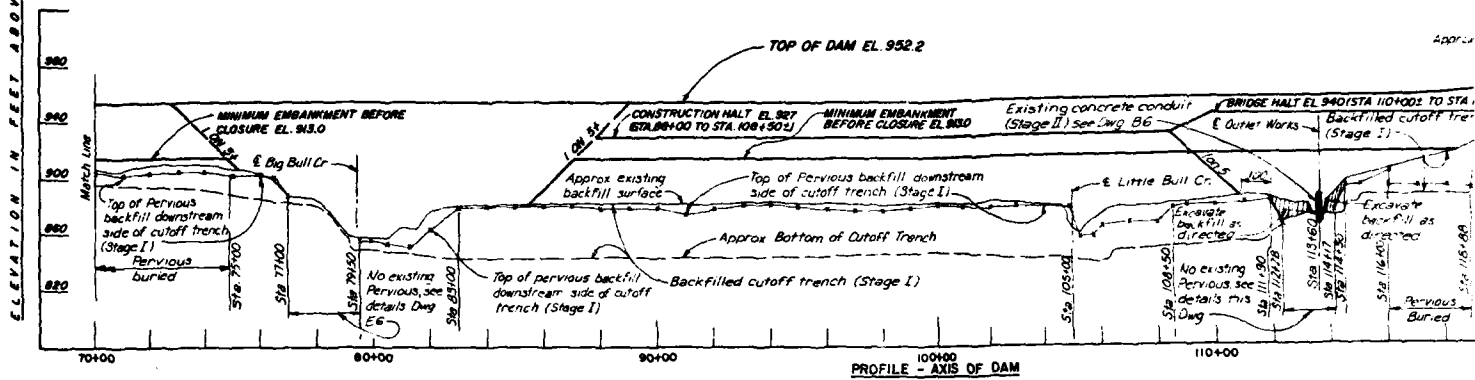 ELEVATION IN FEET ABOV
980
940
900
860
820
Match Line
TOP OF DAM EL. 952.2
MINIMUM EMBANKMENT BEFORE
CLOSURE EL. 913.0
1 ON 5±
℄ Big Bull Cr
Top of Pervious
backfill downstream
side of cutoff trench
(Stage I)
Pervious
buried
Sta. 75+00
Sta 77+00
Sta 79+50
No existing
Pervious, see
details Dwg
E6
Sta 83+00
Top of pervious backfill
downstream side of cutoff
trench (Stage I)
1 ON 5±
CONSTRUCTION HALT EL 927
(STA. 88+00 TO STA. 108+50±)
MINIMUM EMBANKMENT
BEFORE CLOSURE EL. 913.0
Approx existing
backfill surface
Top of Pervious backfill downstream
side of cutoff trench (Stage I)
Approx Bottom of Cutoff Trench
Backfilled cutoff trench (Stage I)
Existing concrete conduit
(Stage II) see Dwg B6
BRIDGE HALT EL 940 (STA 110+00± TO STA
℄ Outlet Works
Backfilled cutoff tren
(Stage I)
1 ON 5
100'
℄ Little Bull Cr.
Excavate
backfill as
directed
Sta 105+00
Sta 108+50
No existing
Pervious, see
details this
Dwg
Sta 111+90
Sta 112+28
Sta 113+60
Sta 114+17
Sta 114+50
Excavate
backfill as
directed
Sta 116+10
Sta 118+88
Pervious
Buried
70+00
80+00
90+00
100+00
110+00
PROFILE - AXIS OF DAM